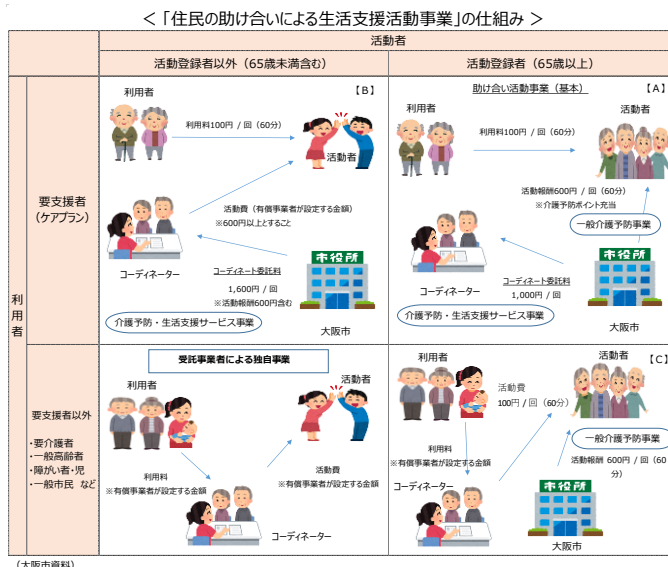 ＜「住民の助け合いによる生活支援活動事業」の仕組み＞
活動者
活動登録者以外（65歳未満含む）
活動登録者（65歳以上）
利用者
要支援者
（ケアプラン）
【B】
利用者
利用料100円 / 回（60分）
活動者
活動費（有償事業者が設定する金額）
※600円以上とすること
コーディネーター
コーディネート委託料
1,600円 / 回
※活動報酬600円含む
市役所
大阪市
介護予防・生活支援サービス事業
助け合い活動事業（基本）
【A】
利用者
活動者
利用料100円 / 回（60分）
活動報酬600円 / 回（60分）
※介護予防ポイント充当
一般介護予防事業
市役所
コーディネーター
コーディネート委託料
1,000円 / 回
大阪市
介護予防・生活支援サービス事業
要支援者以外
・要介護者
・一般高齢者
・障がい者・児
・一般市民 など
受託事業者による独自事業
利用者
活動者
利用料
※有償事業者が設定する金額
活動費
※有償事業者が設定する金額
コーディネーター
【C】
利用者
活動者
活動費
100円 / 回（60分）
一般介護予防事業
活動報酬 600円 / 回（60
分）
利用料
※有償事業者が設定する金額
コーディネーター
市役所
大阪市
（大阪市資料）